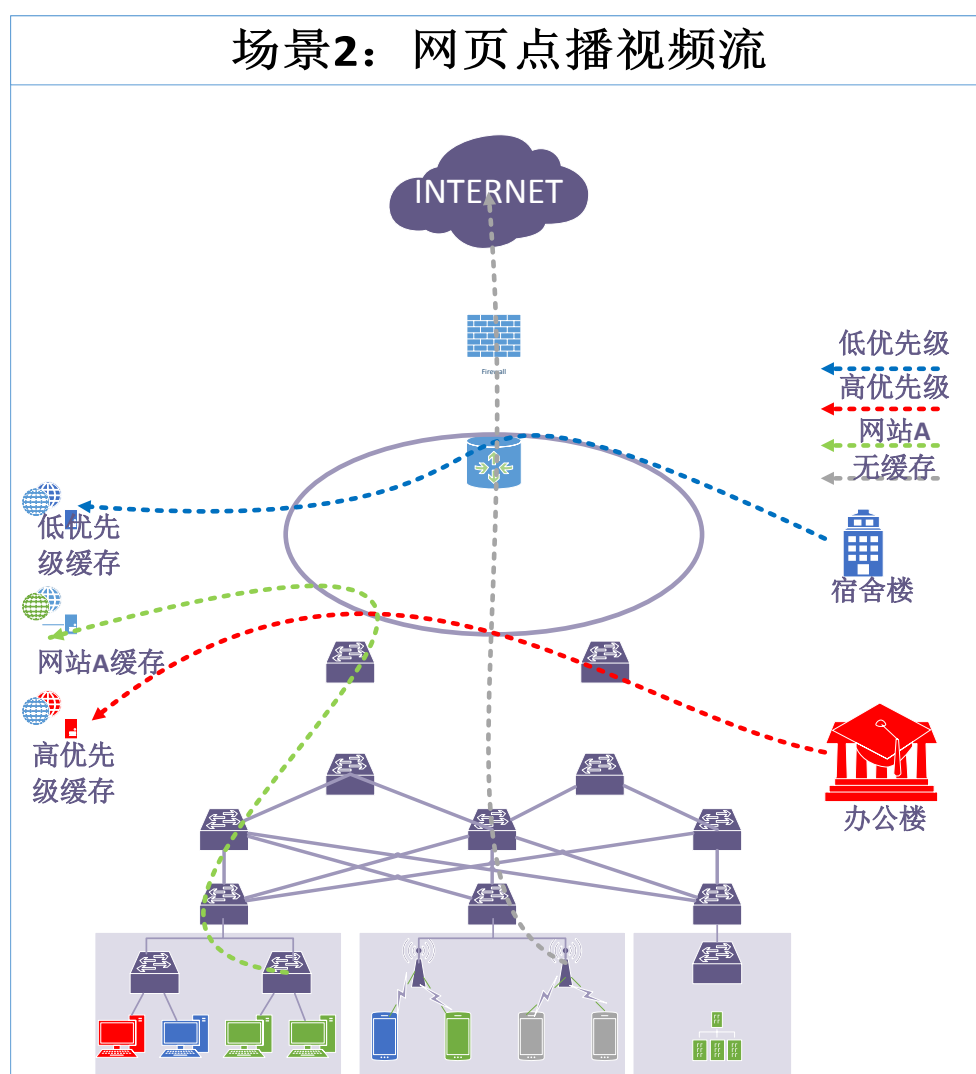 场景2：网页点播视频流
INTERNET
Firewall
低优先级
高优先级
网站A
无缓存
低优先
级缓存
宿舍楼
网站A缓存
高优先
级缓存
办公楼